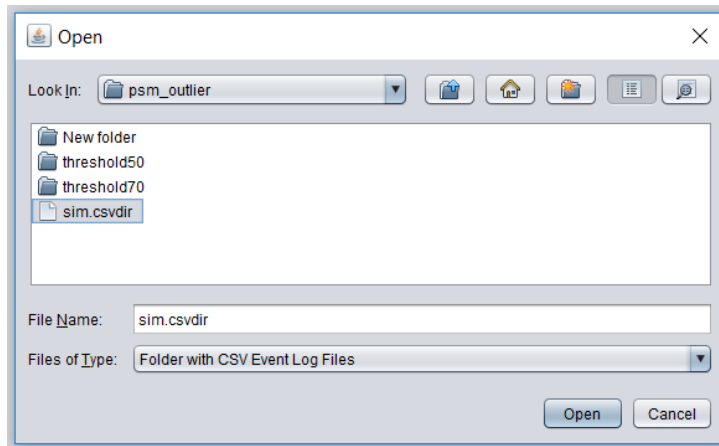 Open
Look In: psm_outlier
New folder
threshold50
threshold70
sim.csvdir
File Name: sim.csvdir
Files of Type: Folder with CSV Event Log Files
Open Cancel